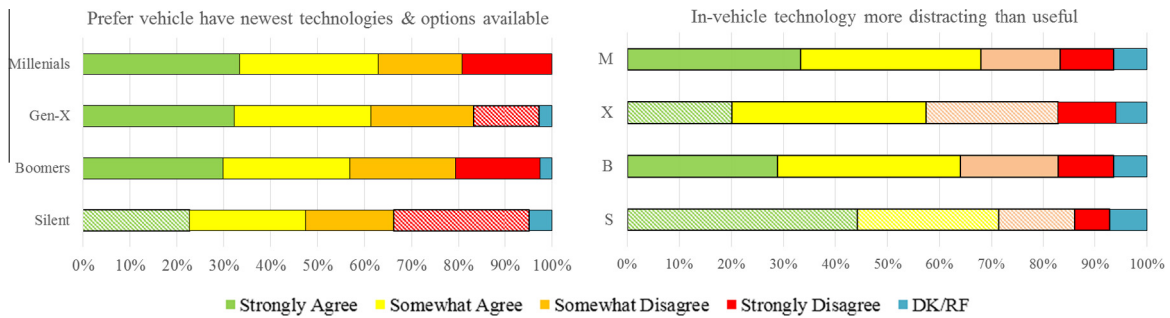 Prefer vehicle have newest technologies & options available
Millenials
Gen-X
Boomers
Silent
0% 10% 20% 30% 40% 50% 60% 70% 80% 90% 100%
In-vehicle technology more distracting than useful
M
X
B
S
0% 10% 20% 30% 40% 50% 60% 70% 80% 90% 100%
Strongly Agree Somewhat Agree Somewhat Disagree Strongly Disagree DK/RF